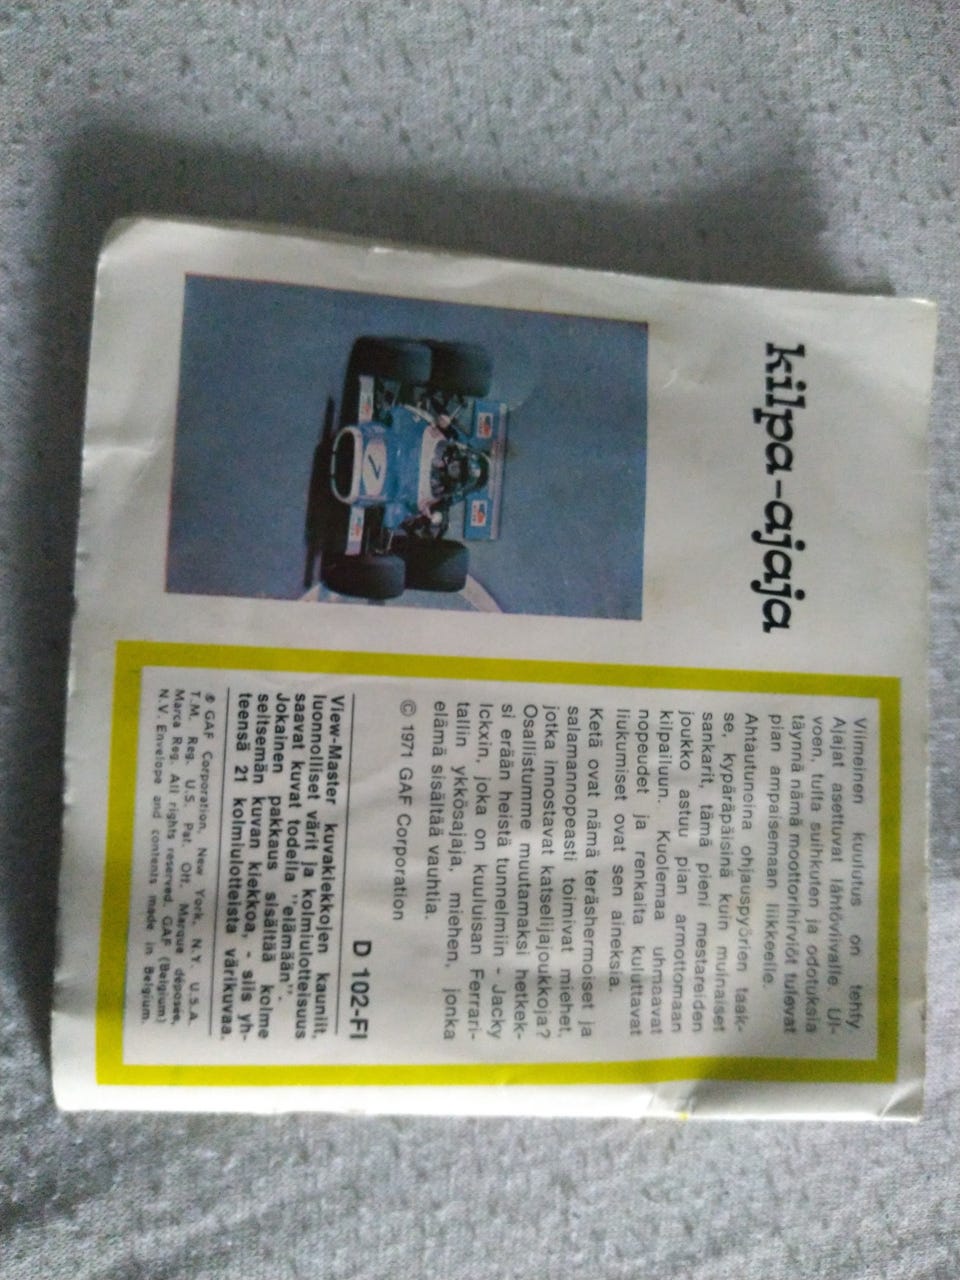 kilpa-ajaja
7
Viimeinen kuulutus on tehty.
Ajajat asettuvat lähtöviivalle. Ul-
voen, tulta suihkuten ja odotuksia
täynnä nämä moottorihirviöt tulevat
pian ampaisemaan liikkeelle.
Ahtautuneina ohjauspyörien taak-
se, kypäräpäisinä kuin muinaiset
sankarit, tämä pieni mestareiden
joukko astuu pian armottomaan
kilpailuun. Kuolemaa uhmaavat
nopeudet ja renkaita kuluttavat
liukumiset ovat sen aineksia.
Ketä ovat nämä teräshermoiset ja
salamannopeasti toimivat miehet,
jotka innostavat katselijajoukkoja?
Osallistumme muutamaksi hetkek-
si erään heistä tunnelmiin - Jacky
Ickxin, joka on kuuluisan Ferrari-
tallin ykkösajaja, miehen, jonka
elämä sisältää vauhtia.
© 1971 GAF Corporation
D 102-FI
View-Master kuvakiekkojen kauniit,
luonnolliset värit ja kolmiulotteisuus
saavat kuvat todella "elämään".
Jokainen pakkaus sisältää kolme
seitsemän kuvan kiekkoa, - siis yh-
teensä 21 kolmiulotteista värikuvaa.
® GAF Corporation, New York, N.Y. U.S.A.
T.M. Reg. U.S. Pat. Off. Marque déposée,
Marca Reg. All rights reserved. GAF (Belgium)
N.V. Envelope and contents made in Belgium.